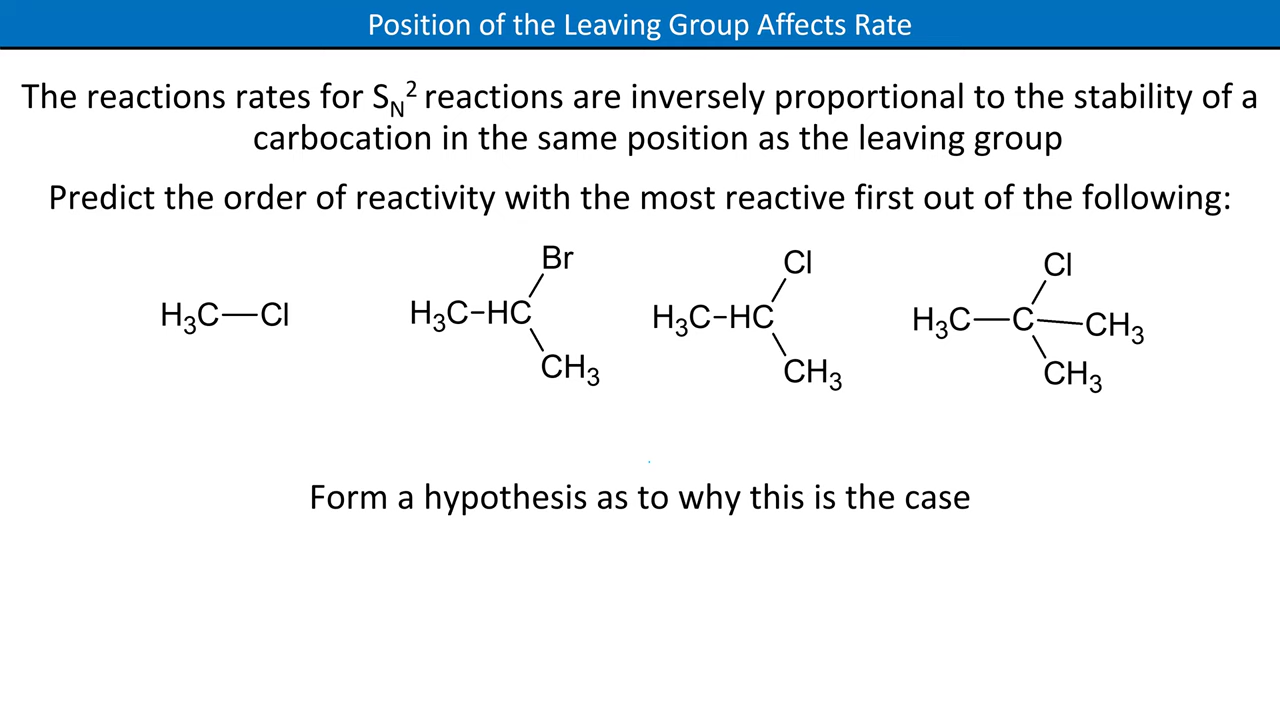 Position of the Leaving Group Affects Rate
The reactions rates for SN2 reactions are inversely proportional to the stability of a
carbocation in the same position as the leaving group
Predict the order of reactivity with the most reactive first out of the following:
H3C—Cl
Br
H3C-HC
CH3
Cl
H3C-HC
CH3
Cl
H3C—C—CH3
CH3
Form a hypothesis as to why this is the case